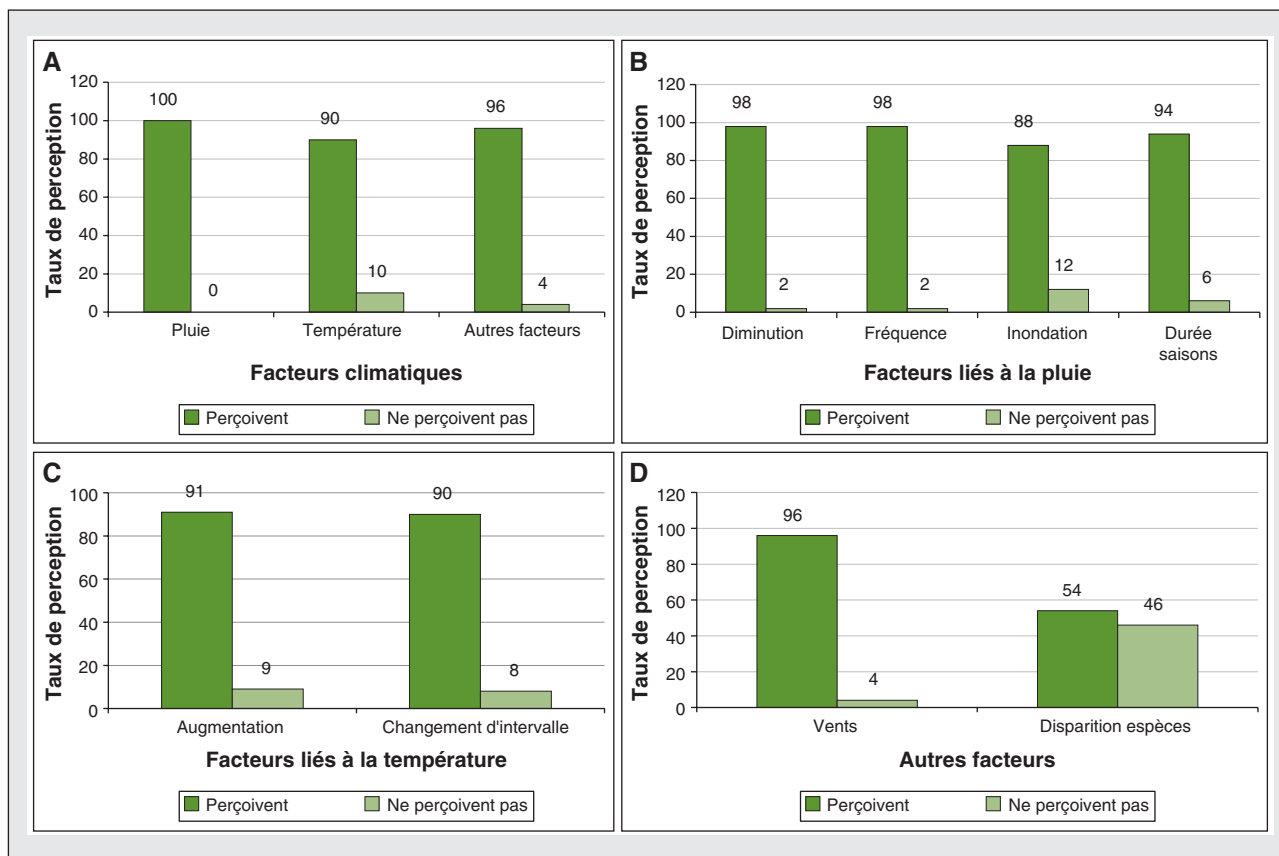 A
Taux de perception
120
100
80
60
40
20
0
100
0
90
10
96
4
Pluie
Température
Autres facteurs
Facteurs climatiques
Perçoivent
Ne perçoivent pas
B
Taux de perception
120
100
80
60
40
20
0
98
2
98
2
88
12
94
6
Diminution
Fréquence
Inondation
Durée
saisons
Facteurs liés à la pluie
Perçoivent
Ne perçoivent pas
C
Taux de perception
100
80
60
40
20
0
91
9
90
8
Augmentation
Changement d'intervalle
Facteurs liés à la température
Perçoivent
Ne perçoivent pas
D
Taux de perception
120
100
80
60
40
20
0
96
4
54
46
Vents
Disparition espèces
Autres facteurs
Perçoivent
Ne perçoivent pas